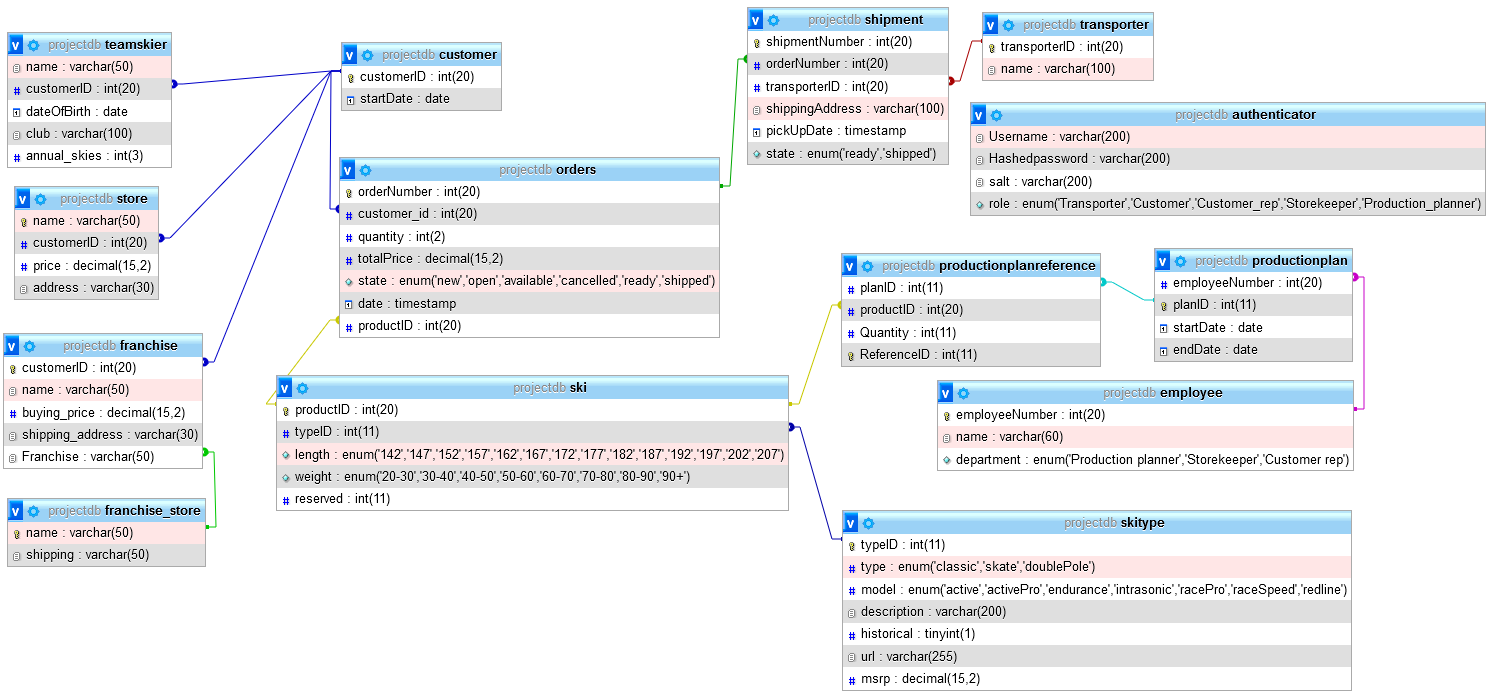 projectdb teamskier
name : varchar(50)
customerID : int(20)
dateOfBirth : date
club : varchar(100)
annual_skies : int(3)
projectdb customer
customerID : int(20)
startDate : date
projectdb shipment
shipmentNumber : int(20)
orderNumber : int(20)
transporterID : int(20)
shippingAddress : varchar(100)
pickUpDate : timestamp
state : enum('ready','shipped')
projectdb transporter
transporterID : int(20)
name : varchar(100)
projectdb authenticator
Username : varchar(200)
Hashedpassword : varchar(200)
salt : varchar(200)
role : enum('Transporter','Customer','Customer_rep','Storekeeper','Production_planner')
projectdb store
name : varchar(50)
customerID : int(20)
price : decimal(15,2)
address : varchar(30)
projectdb orders
orderNumber : int(20)
customer_id : int(20)
quantity : int(2)
totalPrice : decimal(15,2)
state : enum('new','open','available','cancelled','ready','shipped')
date : timestamp
productID : int(20)
projectdb productionplanreference
planID : int(11)
productID : int(20)
Quantity : int(11)
ReferenceID : int(11)
projectdb productionplan
employeeNumber : int(20)
planID : int(11)
startDate : date
endDate : date
projectdb franchise
customerID : int(20)
name : varchar(50)
buying_price : decimal(15,2)
shipping_address : varchar(30)
Franchise : varchar(50)
projectdb ski
productID : int(20)
typeID : int(11)
length : enum('142','147','152','157','162','167','172','177','182','187','192','197','202','207')
weight : enum('20-30','30-40','40-50','50-60','60-70','70-80','80-90','90+')
reserved : int(11)
projectdb employee
employeeNumber : int(20)
name : varchar(60)
department : enum('Production planner','Storekeeper','Customer rep')
projectdb franchise_store
name : varchar(50)
shipping : varchar(50)
projectdb skitype
typeID : int(11)
type : enum('classic','skate','doublePole')
model : enum('active','activePro','endurance','intrasonic','racePro','raceSpeed','redline')
description : varchar(200)
historical : tinyint(1)
url : varchar(255)
msrp : decimal(15,2)